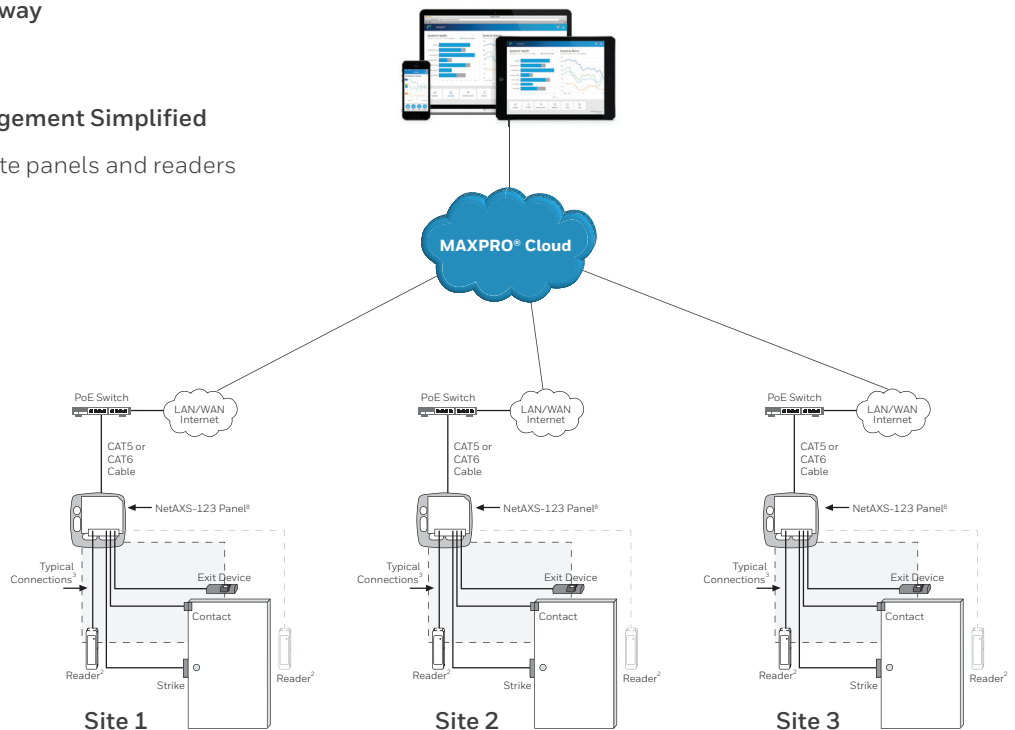 way
gement Simplified
te panels and readers
MAXPRO® Cloud
PoE Switch
LAN/WAN
Internet
CAT5 or
CAT6
Cable
NetAXS-123 Panel⁸
Typical
Connections³
Exit Device
Contact
Reader²
Strike
Reader²
Site 1
PoE Switch
LAN/WAN
Internet
CAT5 or
CAT6
Cable
NetAXS-123 Panel⁸
Typical
Connections³
Exit Device
Contact
Reader²
Strike
Reader²
Site 2
PoE Switch
LAN/WAN
Internet
CAT5 or
CAT6
Cable
NetAXS-123 Panel⁸
Typical
Connections³
Exit Device
Contact
Reader²
Strike
Reader²
Site 3